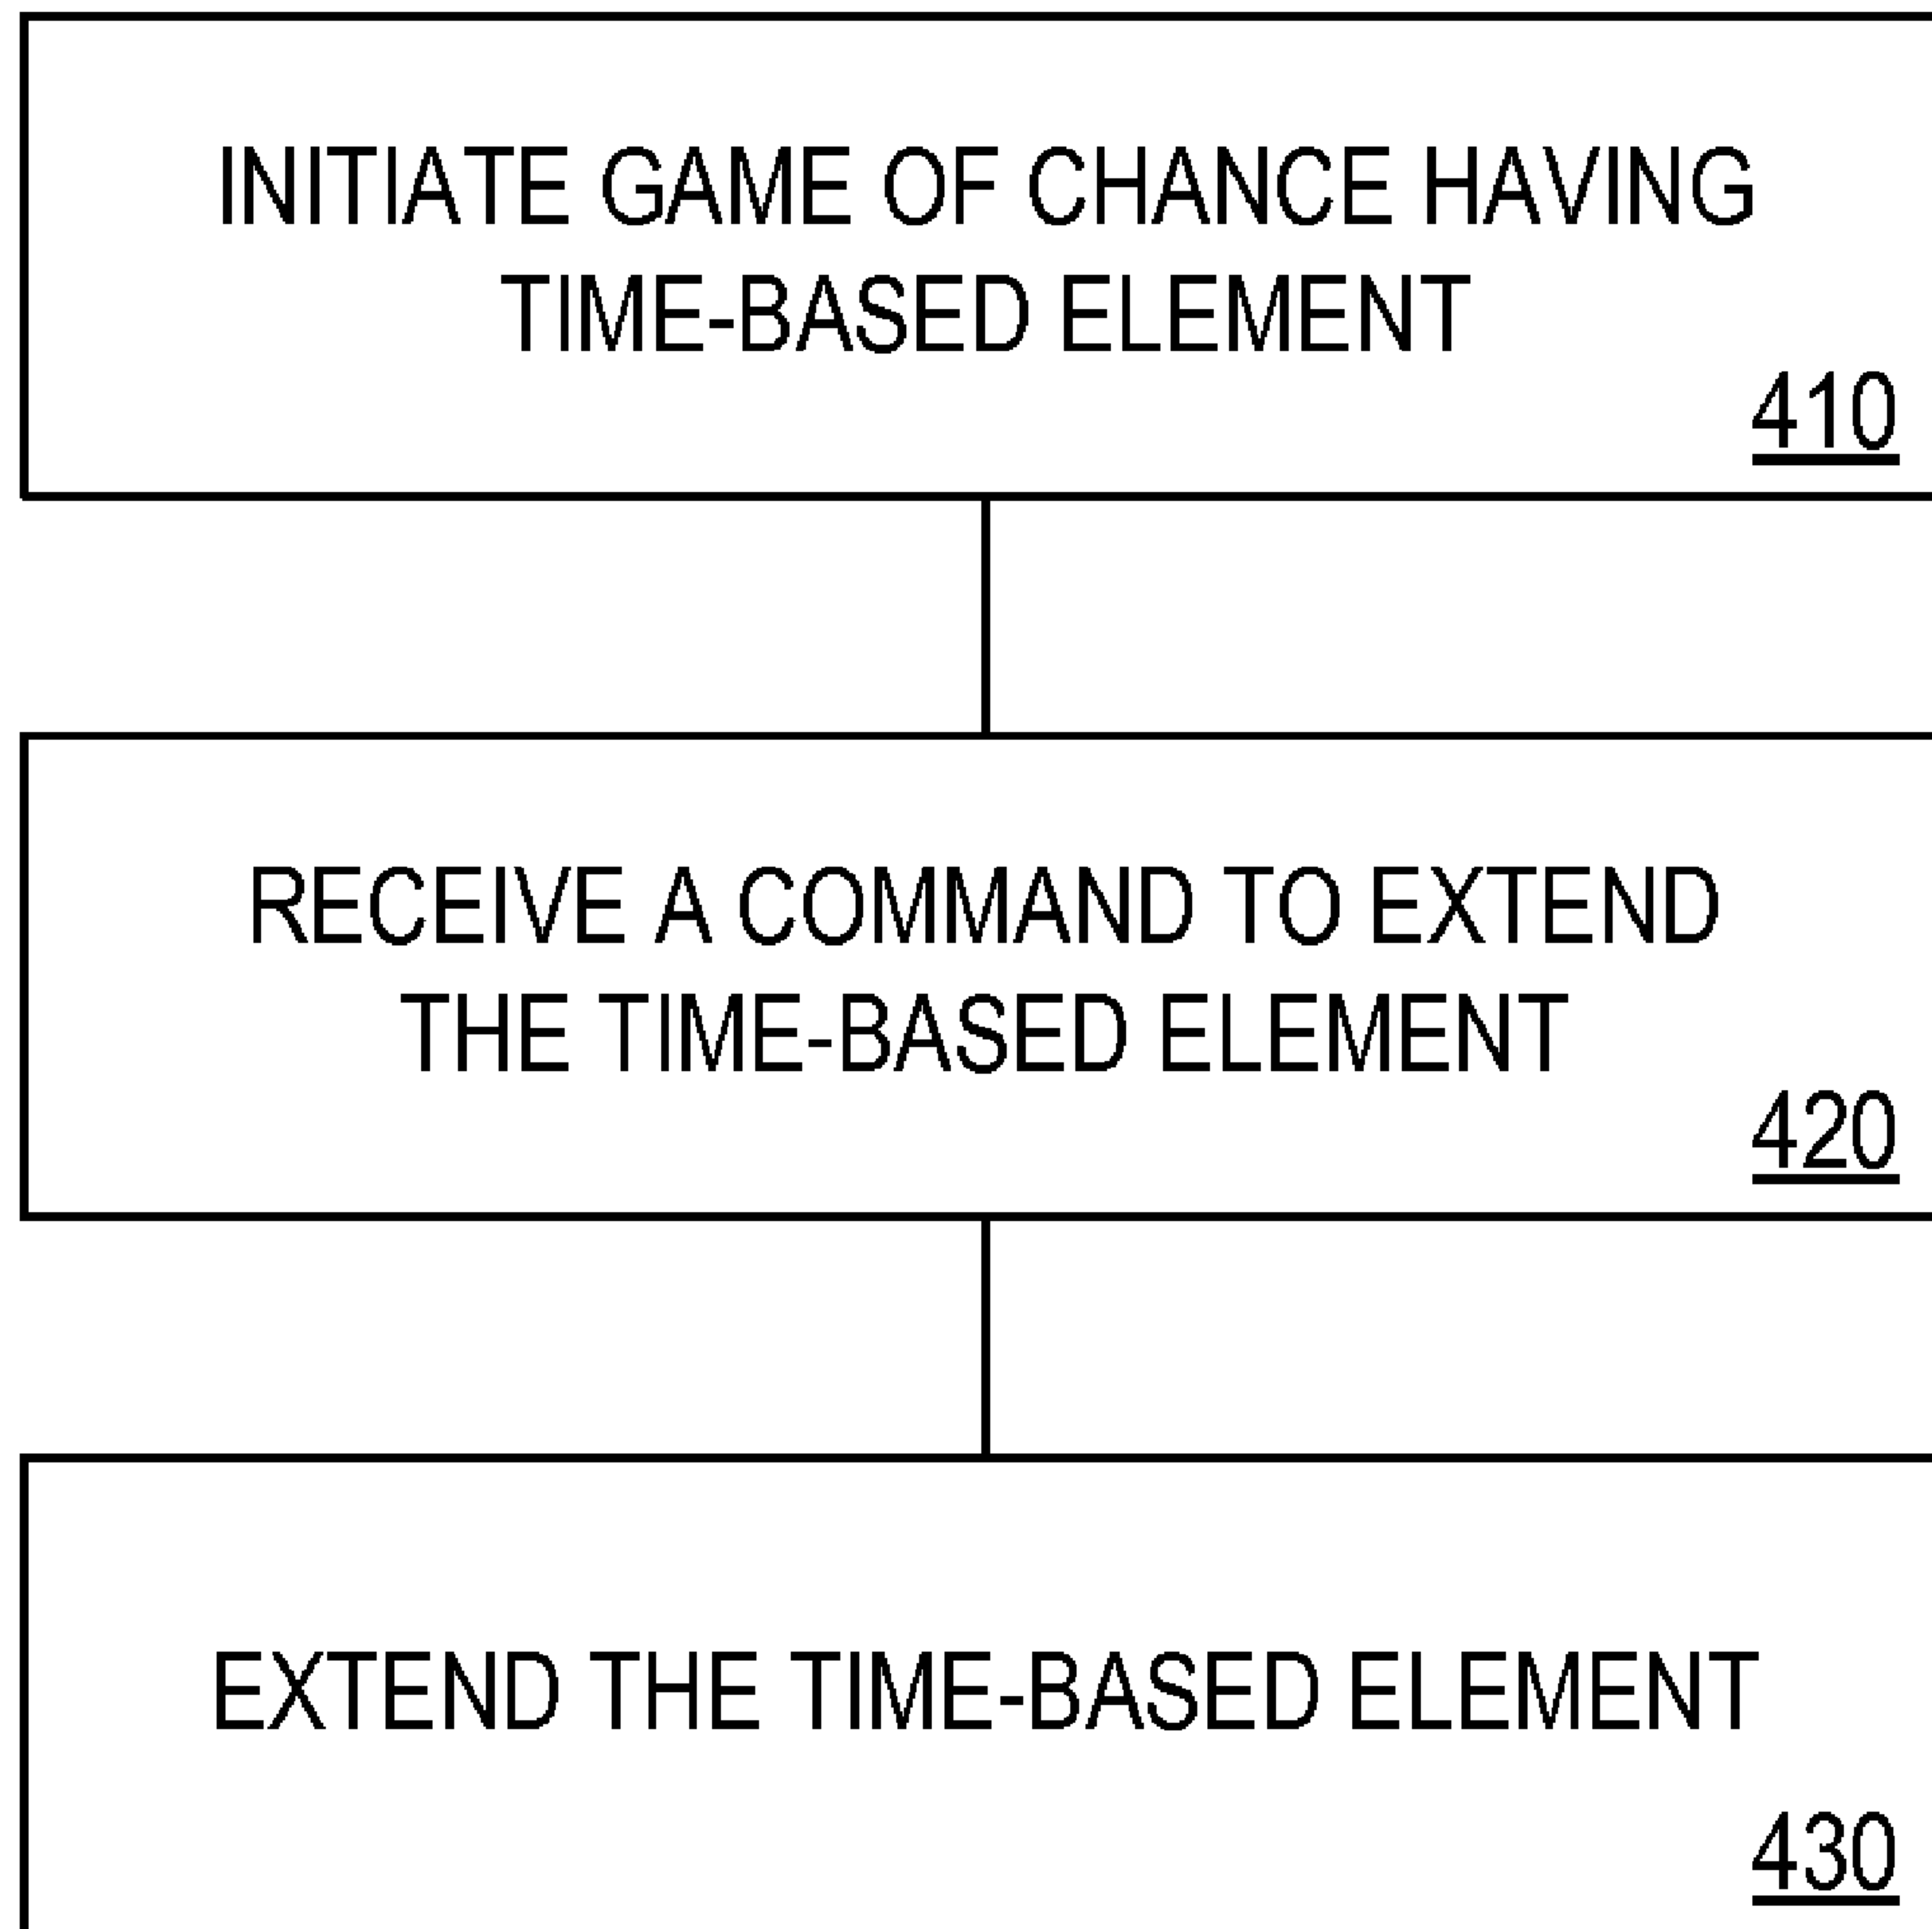 INITIATE GAME OF CHANCE HAVING
TIME-BASED ELEMENT
410
RECEIVE A COMMAND TO EXTEND
THE TIME-BASED ELEMENT
420
EXTEND THE TIME-BASED ELEMENT
430